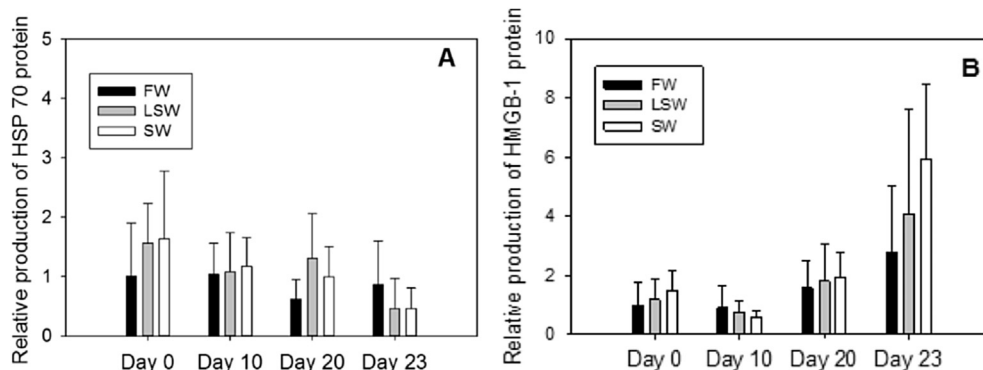 Relative production of HSP 70 protein
5
4
3
2
1
0
A
FW
LSW
SW
Day 0 Day 10 Day 20 Day 23
Relative production of HMGB-1 protein
10
8
6
4
2
0
B
FW
LSW
SW
Day 0 Day 10 Day 20 Day 23